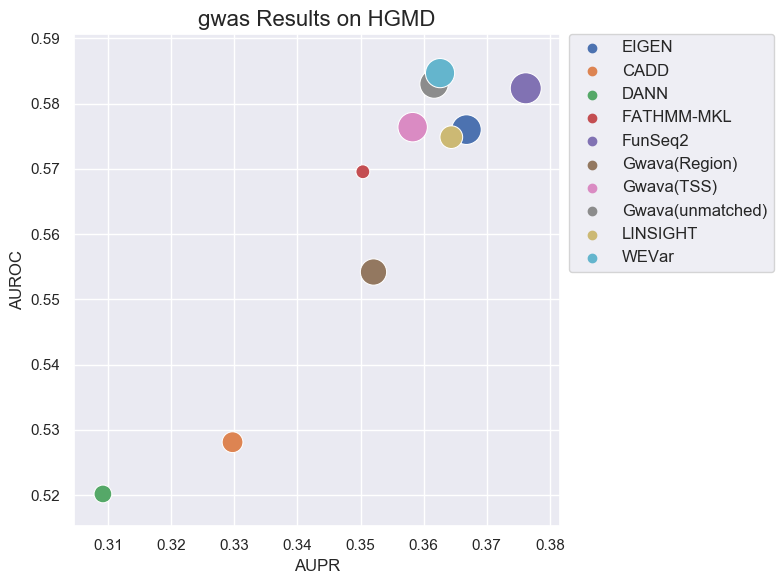 gwas Results on HGMD
0.59
0.58
0.57
0.56
0.55
0.54
0.53
0.52
AUROC
0.31 0.32 0.33 0.34 0.35 0.36 0.37 0.38
AUPR
EIGEN
CADD
DANN
FATHMM-MKL
FunSeq2
Gwava(Region)
Gwava(TSS)
Gwava(unmatched)
LINSIGHT
WEVar